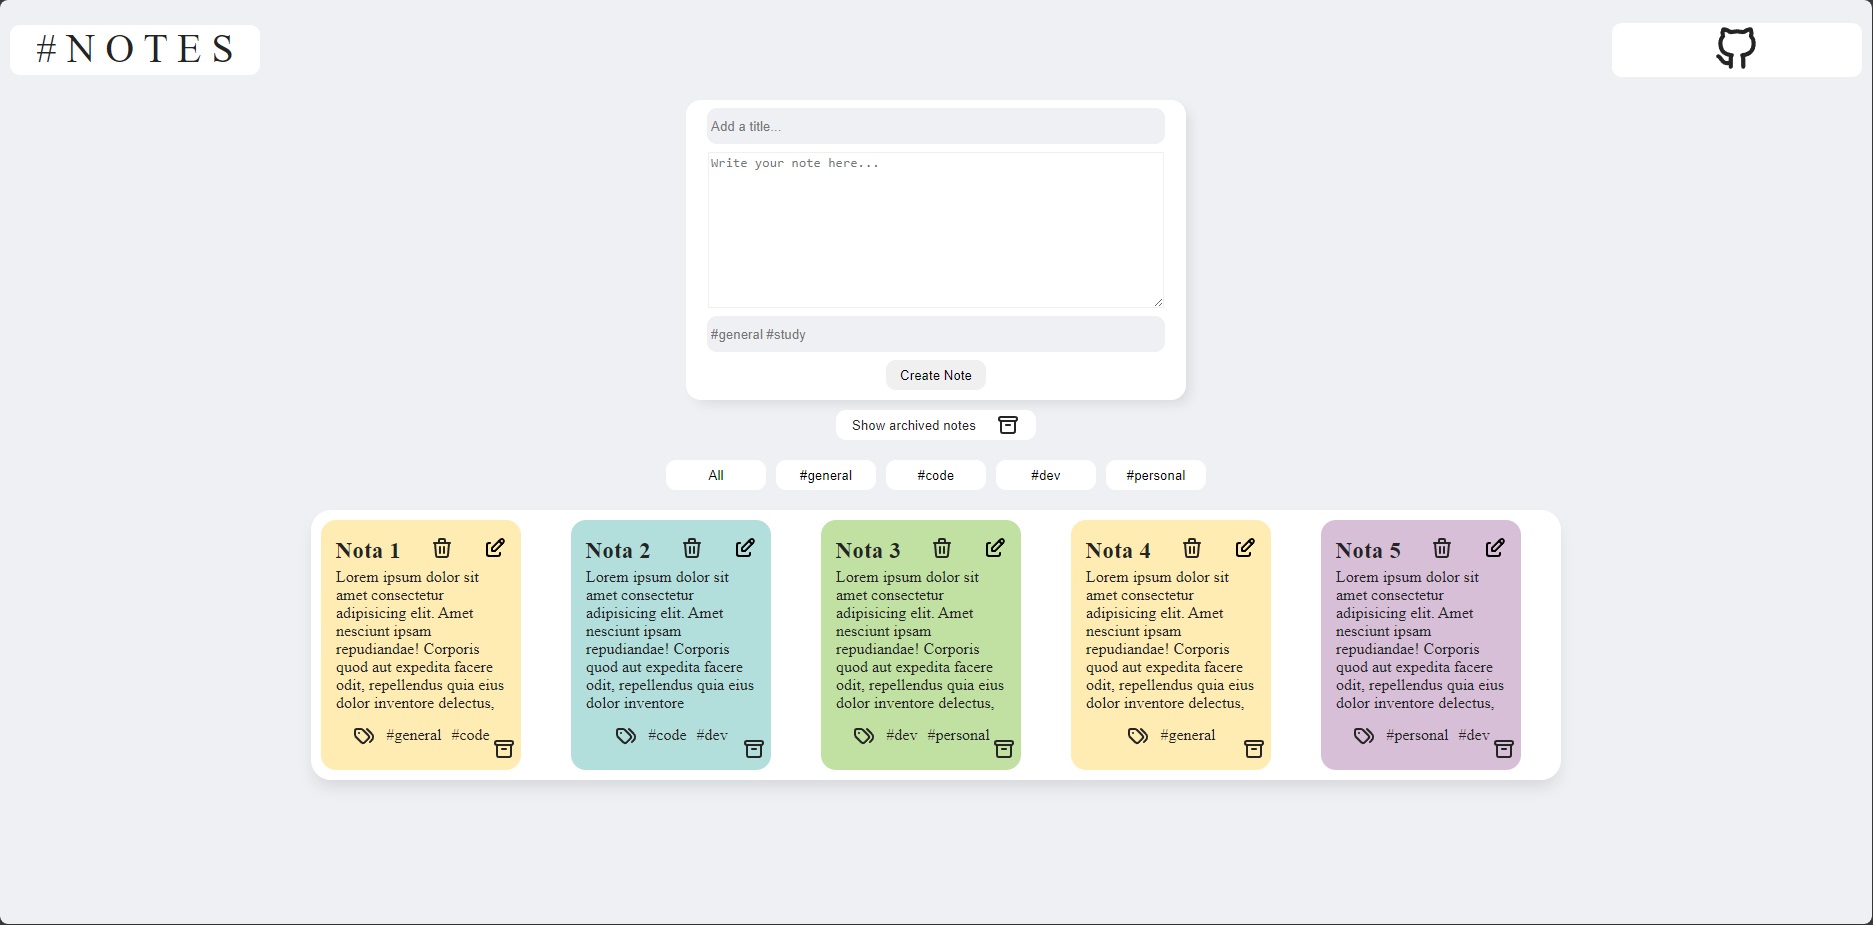 #NOTES
Add a title...
Write your note here...
#general #study
Create Note
Show archived notes
All
#general
#code
#dev
#personal
Nota 1
Lorem ipsum dolor sit
amet consectetur
adipisicing elit. Amet
nesciunt ipsam
repudiandae! Corporis
quod aut expedita facere
odit, repellendus quia eius
dolor inventore delectus,
#general #code
Nota 2
Lorem ipsum dolor sit
amet consectetur
adipisicing elit. Amet
nesciunt ipsam
repudiandae! Corporis
quod aut expedita facere
odit, repellendus quia eius
dolor inventore
#code #dev
Nota 3
Lorem ipsum dolor sit
amet consectetur
adipisicing elit. Amet
nesciunt ipsam
repudiandae! Corporis
quod aut expedita facere
odit, repellendus quia eius
dolor inventore delectus,
#dev #personal
Nota 4
Lorem ipsum dolor sit
amet consectetur
adipisicing elit. Amet
nesciunt ipsam
repudiandae! Corporis
quod aut expedita facere
odit, repellendus quia eius
dolor inventore delectus,
#general
Nota 5
Lorem ipsum dolor sit
amet consectetur
adipisicing elit. Amet
nesciunt ipsam
repudiandae! Corporis
quod aut expedita facere
odit, repellendus quia eius
dolor inventore delectus,
#personal #dev